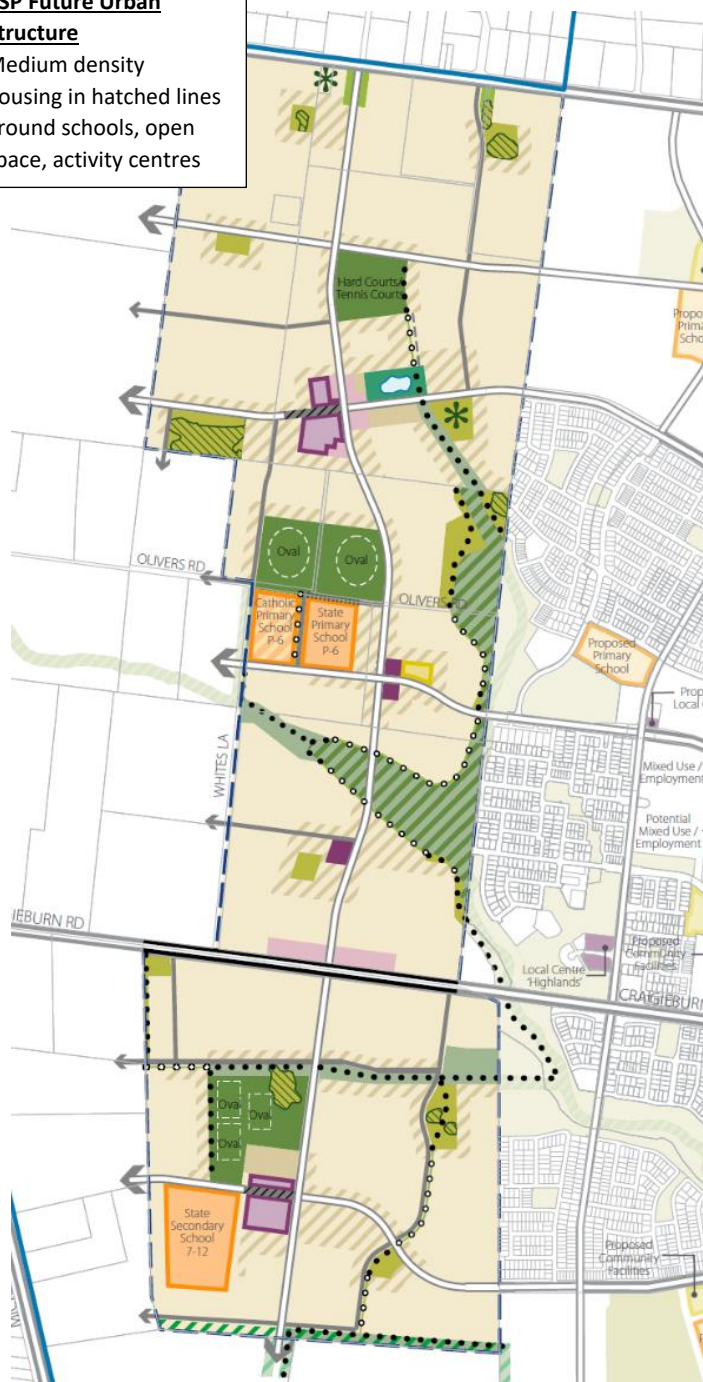 SP Future Urban
structure
Medium density
ousing in hatched lines
round schools, open
pace, activity centres
Hard Courts/
Tennis Courts
Propo
Prima
Scho
Oval
Oval
OLIVERS RD
OLIVERS RD
Catholic
Primary
School
P-6
State
Primary
School
P-6
Proposed
Primary
School
Prop
Local
WHITES LA
Mixed Use /
Employment
Potential
Mixed Use /
Employment
IEBURN RD
Proposed
Community
Facilities
Local Centre
'Highlands'
CRAIGIEBURN
Oval
Oval
Oval
State
Secondary
School
7-12
Proposed
Community
Facilities